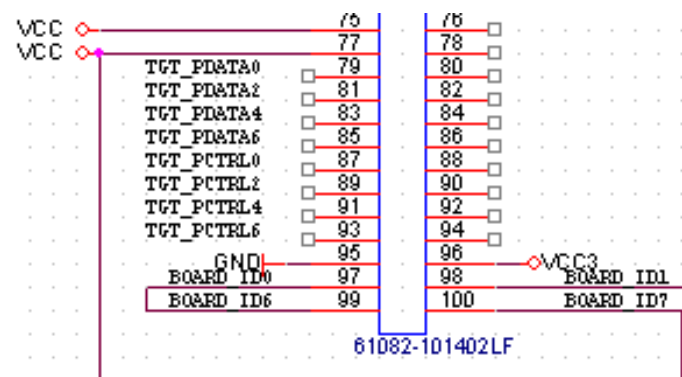 75 76
VCC
77 78
VCC
TGT_PDATA0 79 80
TGT_PDATA2 81 82
TGT_PDATA4 83 84
TGT_PDATA6 85 86
TGT_PCTRL0 87 88
TGT_PCTRL2 89 90
TGT_PCTRL4 91 92
TGT_PCTRL6 93 94
GND 95 96 VCC3
BOARD_ID0 97 98 BOARD_ID1
BOARD_ID6 99 100 BOARD_ID7
61082-101402LF